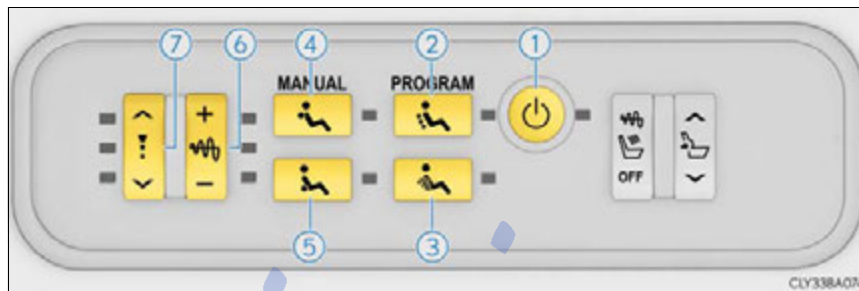 ⑦ ⑥ ④ ② ①
MANUAL PROGRAM
+
−
OFF
⑤ ③
CLY338A07